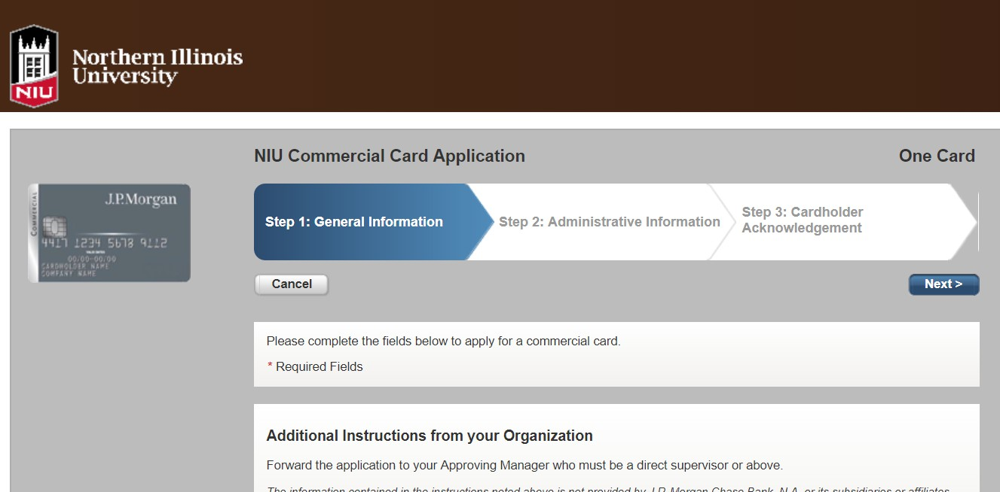 Northern Illinois
University
NIU
NIU Commercial Card Application
One Card
COMMERCIAL
J.P.Morgan
4417 1234 5678 9112
VALID DATES
00/00-00/00
CARDHOLDER NAME
COMPANY NAME
Step 1: General Information
Step 2: Administrative Information
Step 3: Cardholder
Acknowledgement
Cancel
Next >
Please complete the fields below to apply for a commercial card.
* Required Fields
Additional Instructions from your Organization
Forward the application to your Approving Manager who must be a direct supervisor or above.
The information contained in the instructions noted above is not provided by J.P. Morgan Chase Bank, N.A. or its subsidiaries or affiliates